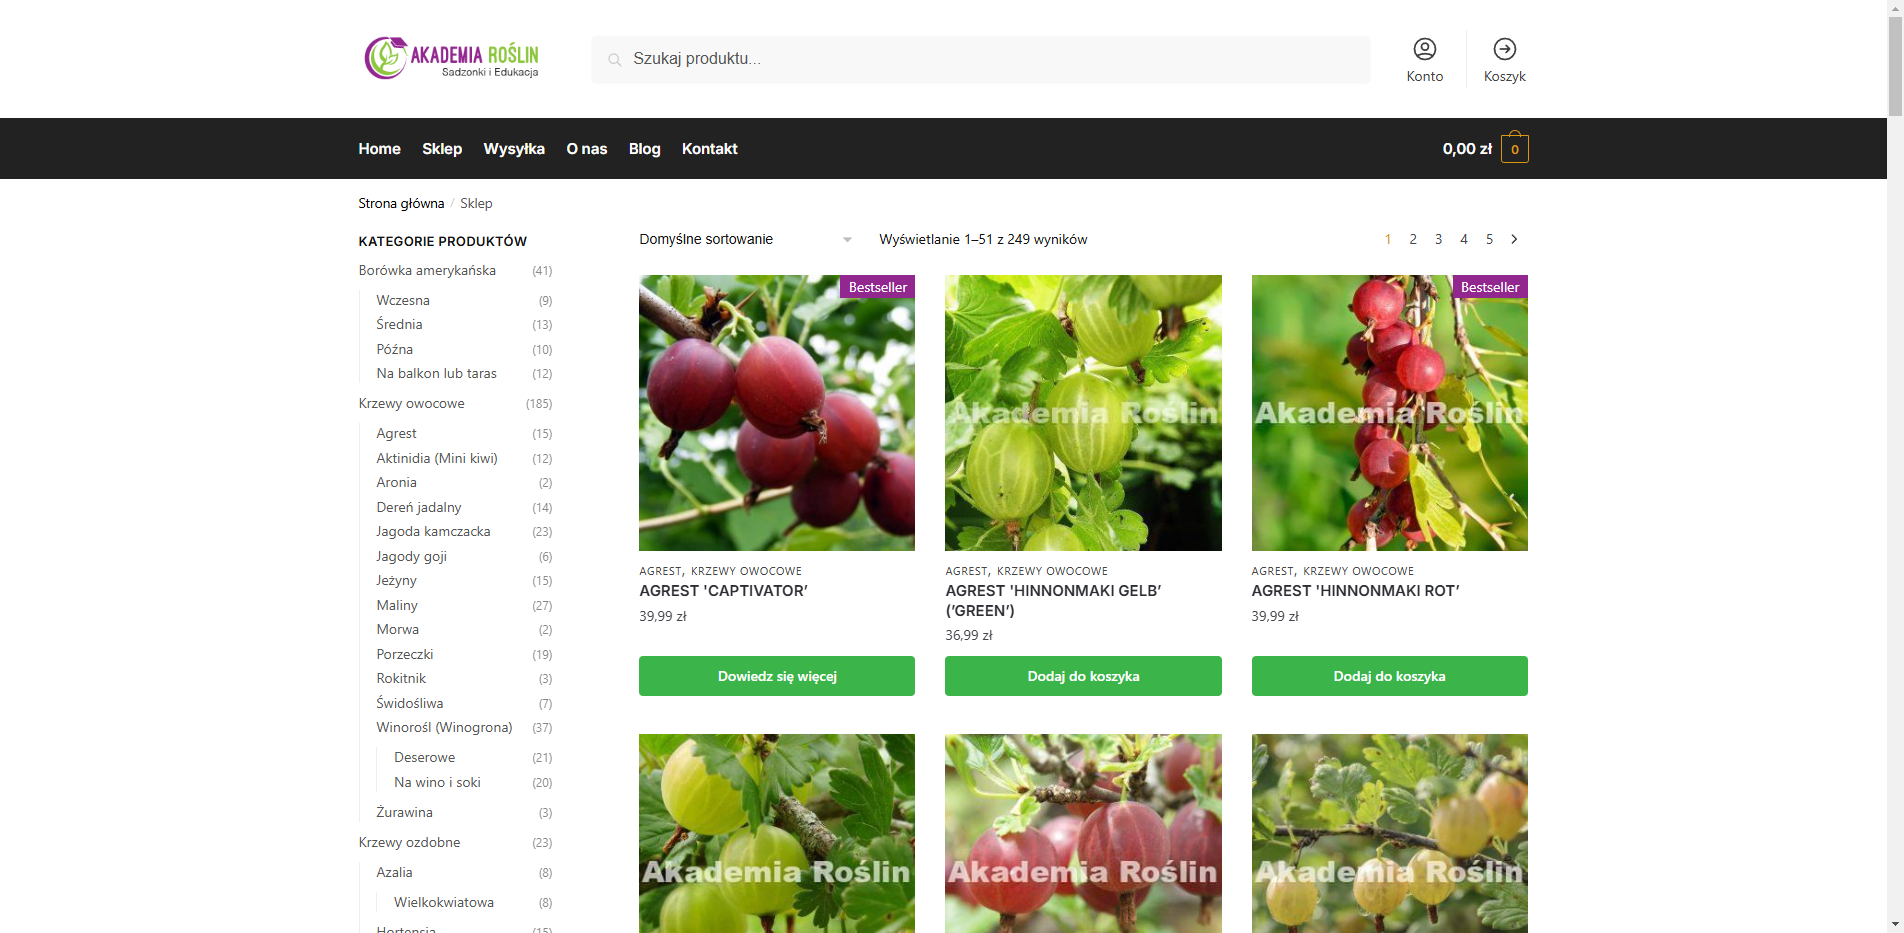 AKADEMIA ROŚLIN
Sadzonki i Edukacja
Szukaj produktu...
Konto
Koszyk
Home Sklep Wysyłka O nas Blog Kontakt
0,00 zł 0
Strona główna / Sklep
KATEGORIE PRODUKTÓW
Borówka amerykańska (41)
Wczesna (9)
Średnia (13)
Późna (10)
Na balkon lub taras (12)
Krzewy owocowe (185)
Agrest (15)
Aktinidia (Mini kiwi) (12)
Aronia (2)
Dereń jadalny (14)
Jagoda kamczacka (23)
Jagody goji (6)
Jeżyny (15)
Maliny (27)
Morwa (2)
Porzeczki (19)
Rokitnik (3)
Świdośliwa (7)
Winorośl (Winogrona) (37)
Deserowe (21)
Na wino i soki (20)
Żurawina (3)
Krzewy ozdobne (23)
Azalia (8)
Wielkokwiatowa (8)
Hortensja (15)
Domyślne sortowanie
Wyświetlanie 1–51 z 249 wyników
1 2 3 4 5
Bestseller
AGREST, KRZEWY OWOCOWE
AGREST 'CAPTIVATOR’
39,99 zł
Dowiedz się więcej
Akademia Roślin
AGREST, KRZEWY OWOCOWE
AGREST 'HINNONMAKI GELB’
('GREEN’)
36,99 zł
Dodaj do koszyka
Bestseller
Akademia Roślin
AGREST, KRZEWY OWOCOWE
AGREST 'HINNONMAKI ROT’
39,99 zł
Dodaj do koszyka
Akademia Roślin
Akademia Roślin
Akademia Roślin